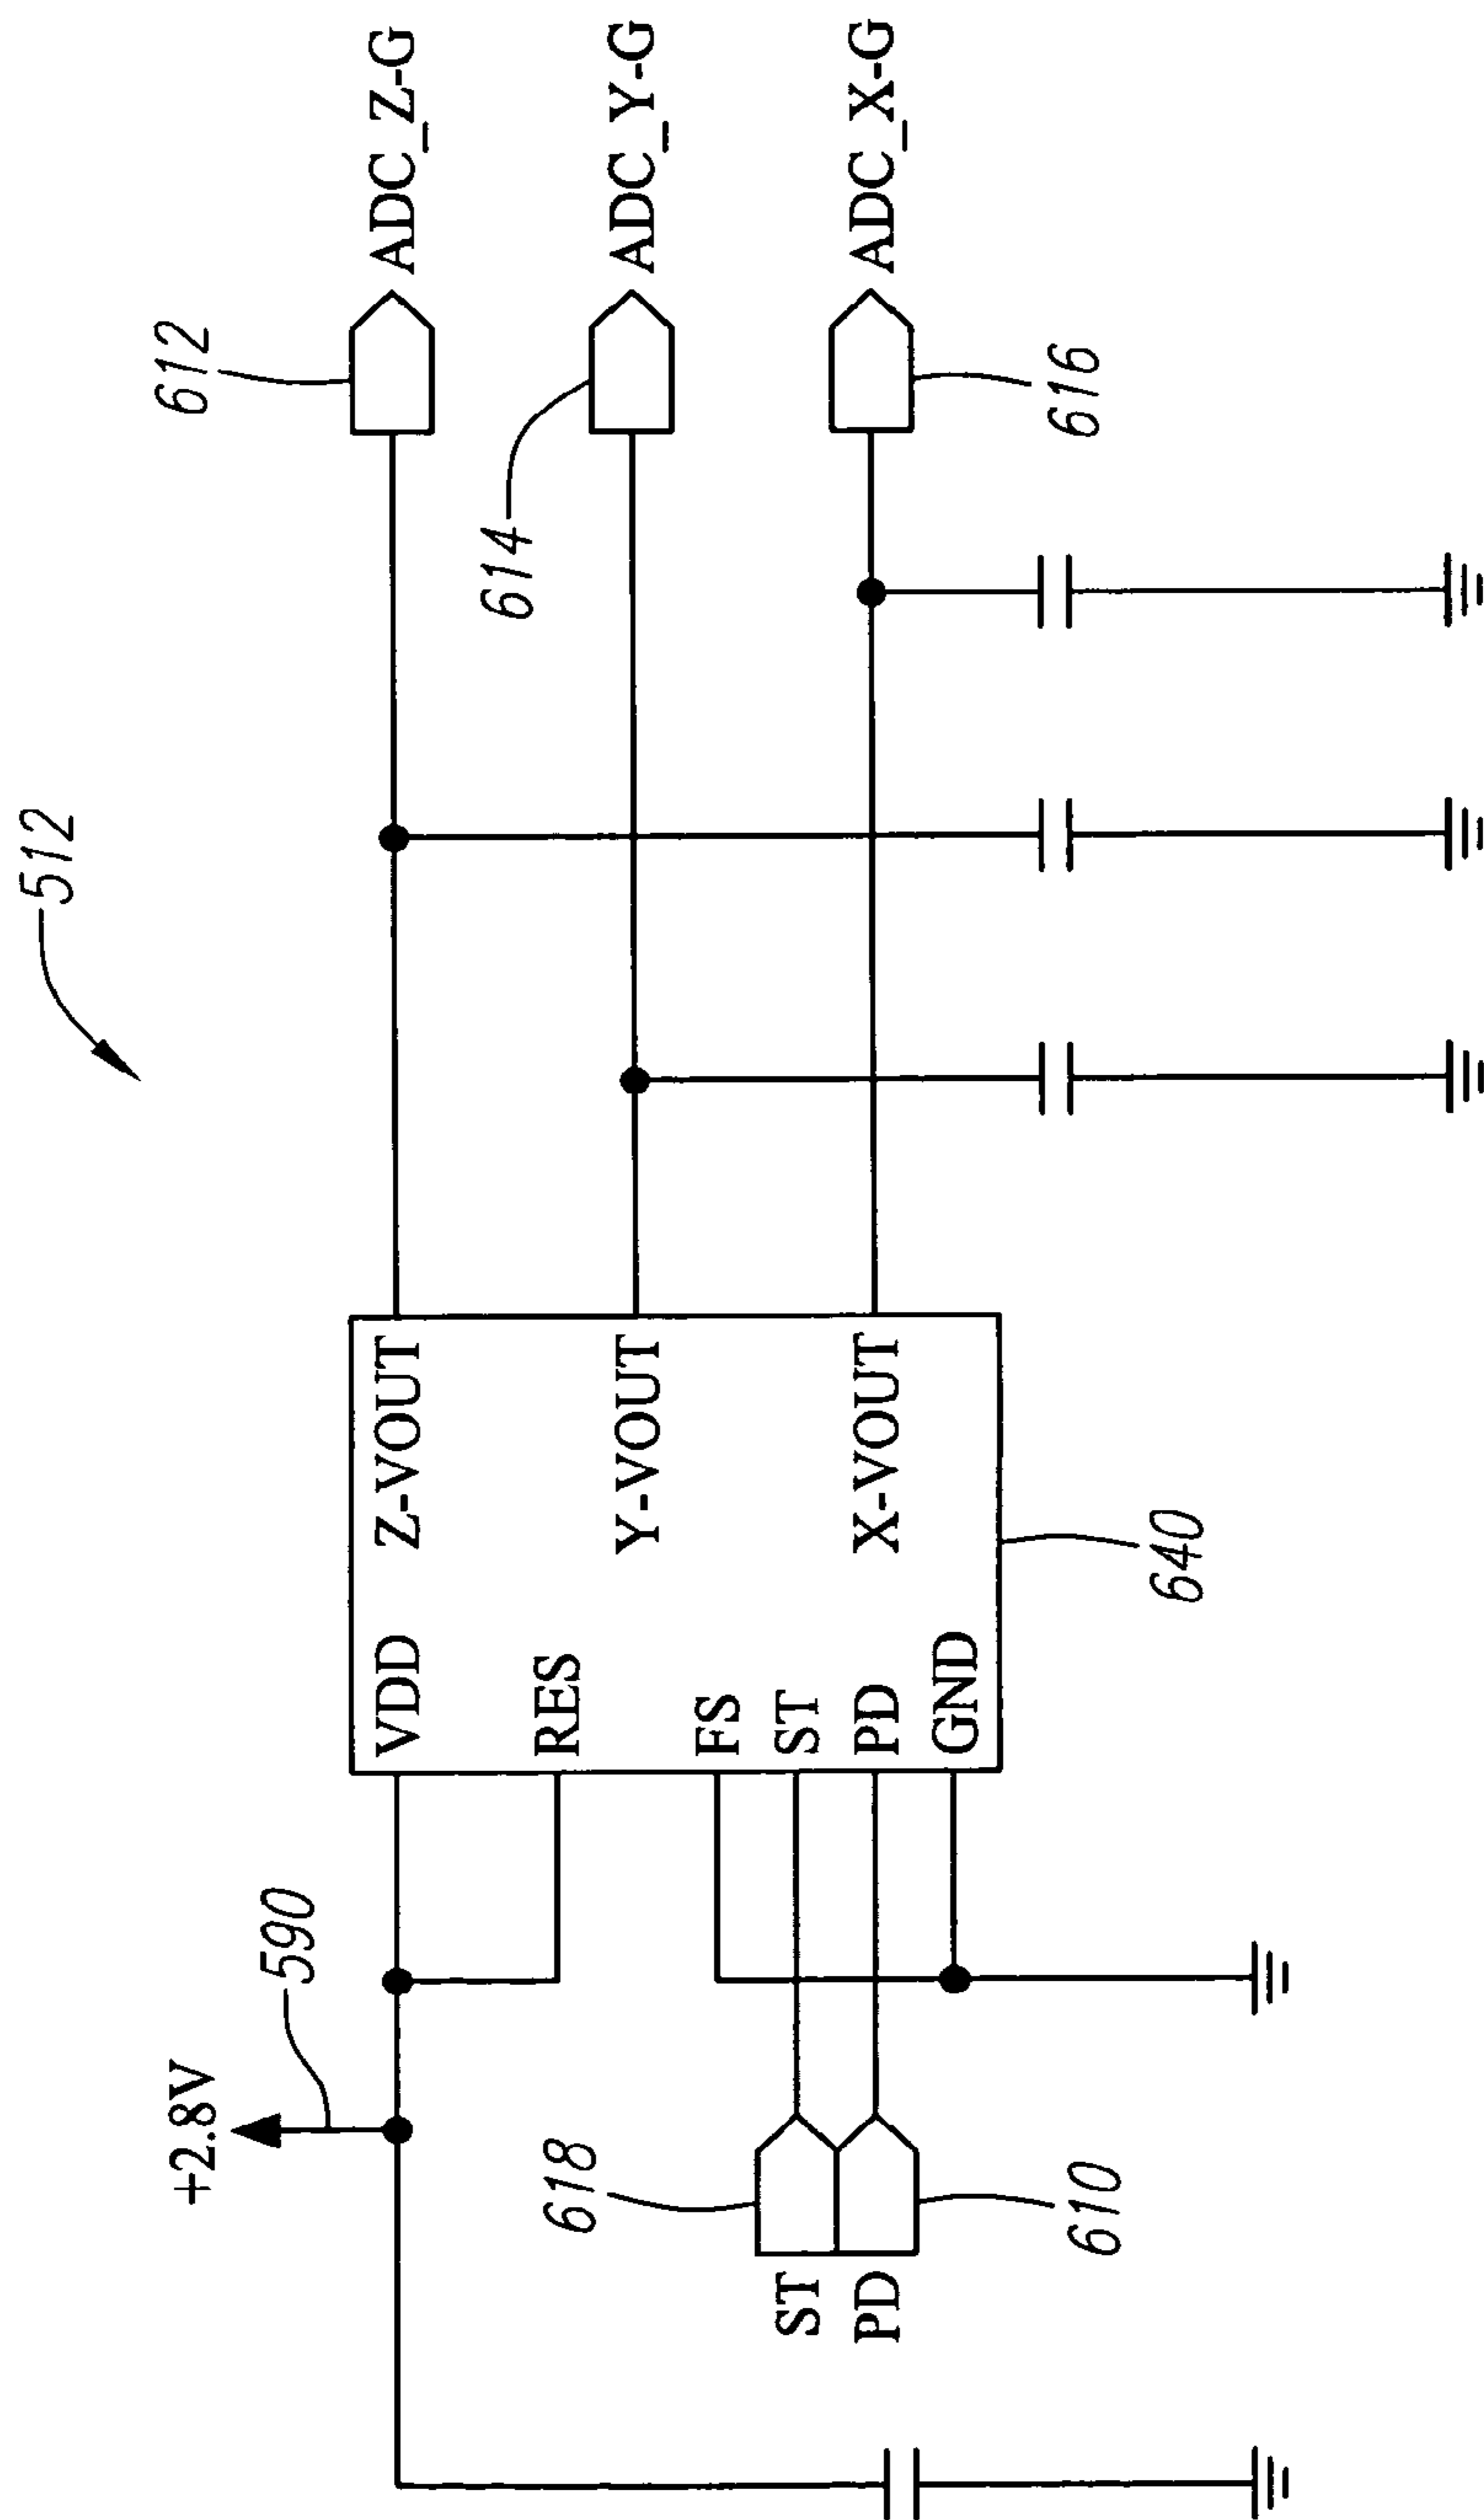 512
+2.8V
590
612
ADC_Z-G
614
ADC_Y-G
ADC_X-G
616
VDD
Z-VOUT
RES
Y-VOUT
FS
ST
PD
X-VOUT
GND
640
618
ST
PD
610